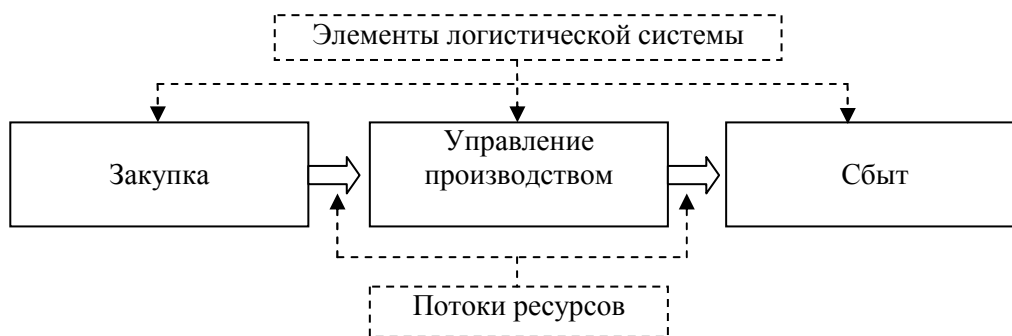 Элементы логистической системы
Закупка
Управление
производством
Сбыт
Потоки ресурсов